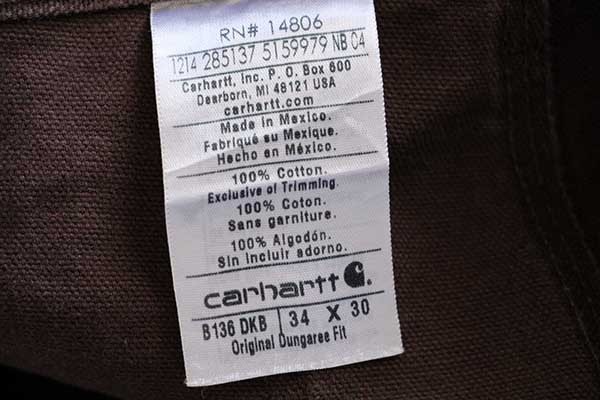 RN# 14806
1214 285137 5159979 NB C4
Carhartt, Inc. P. O. Box 600
Dearborn, MI 48121 USA
carhartt.com
Made in Mexico.
Fabriqué su Mexique.
Hecho en México.
100% Cotton.
Exclusive of Trimming.
100% Coton.
Sans garniture.
100% Algodón.
Sin incluir adorno.
carhartt
B136 DKB 34 X 30
Original Dungaree Fit